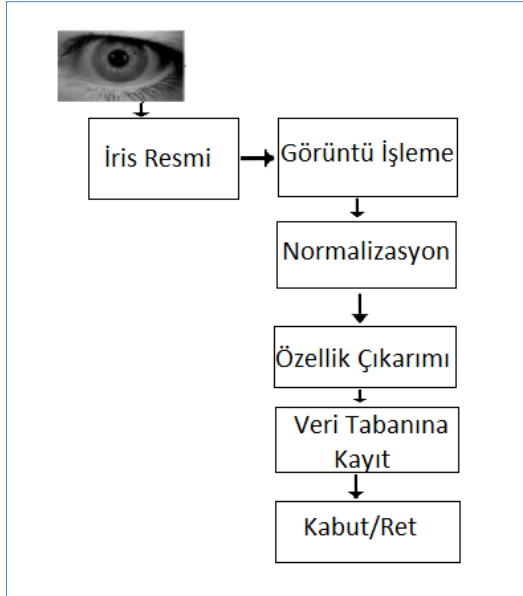 İris Resmi
Görüntü İşleme
Normalizasyon
Özellik Çıkarımı
Veri Tabanına
Kayıt
Kabut/Ret